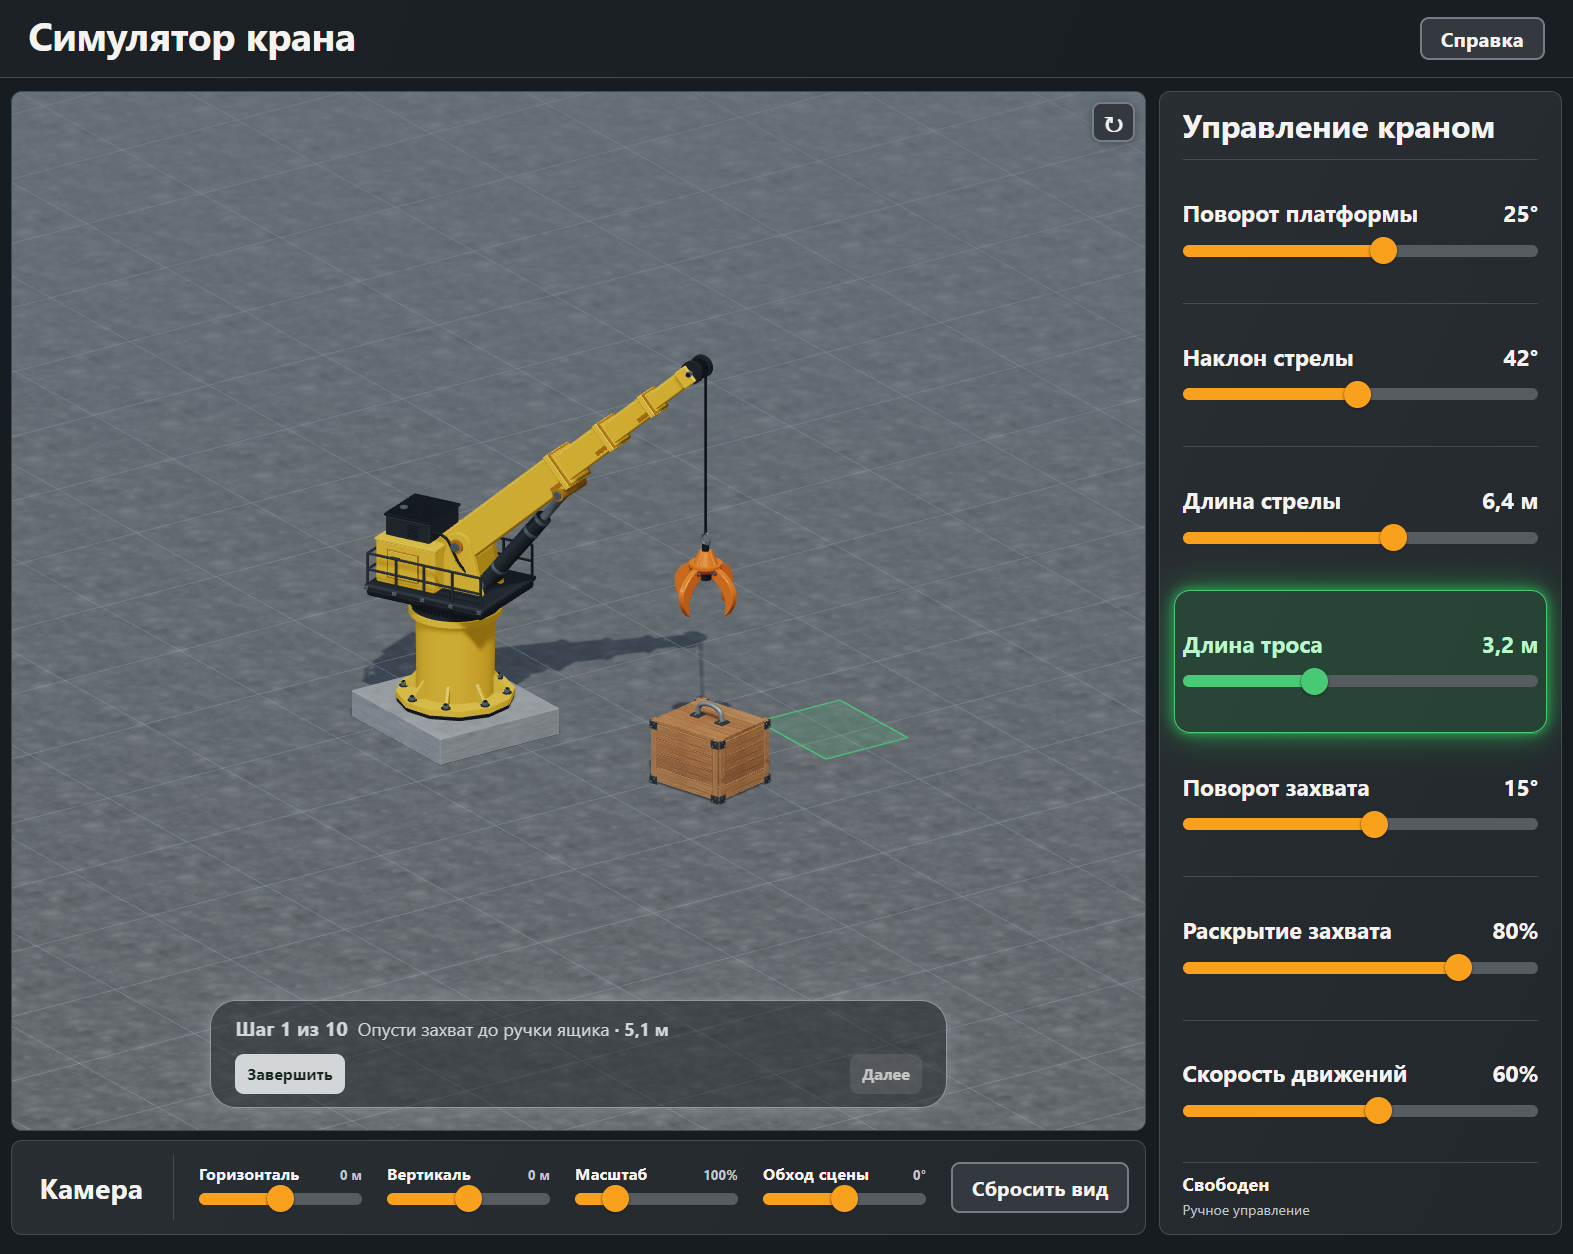 Симулятор крана
Справка
Управление краном
Поворот платформы 25°
Наклон стрелы 42°
Длина стрелы 6,4 м
Длина троса 3,2 м
Поворот захвата 15°
Раскрытие захвата 80%
Скорость движений 60%
Свободен
Ручное управление
Шаг 1 из 10 Опусти захват до ручки ящика · 5,1 м
Завершить
Далее
Камера
Горизонталь 0 м
Вертикаль 0 м
Масштаб 100%
Обход сцены 0°
Сбросить вид